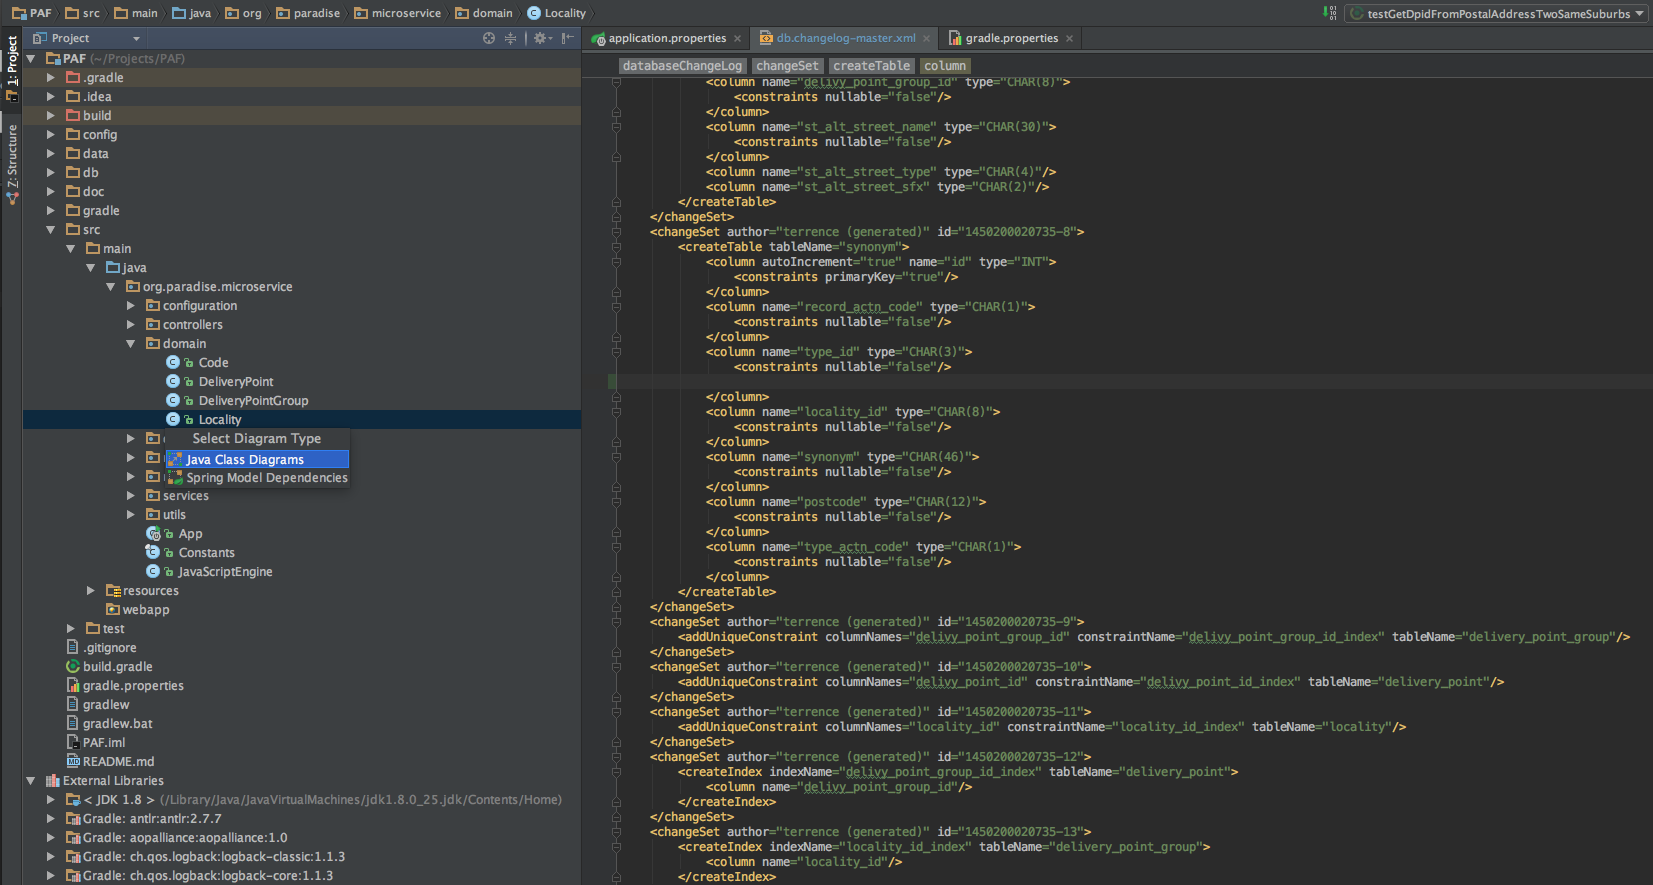 PAF src main java org paradise microservice domain Locality
testGetDpidFromPostalAddressTwoSameSuburbs
Project
application.properties
db.changelog-master.xml
gradle.properties
1: Project
Z: Structure
PAF (~/Projects/PAF)
.gradle
.idea
build
config
data
db
doc
gradle
src
main
java
org.paradise.microservice
configuration
controllers
domain
Code
DeliveryPoint
DeliveryPointGroup
Locality
Select Diagram Type
Java Class Diagrams
Spring Model Dependencies
services
utils
App
Constants
JavaScriptEngine
resources
webapp
test
.gitignore
build.gradle
gradle.properties
gradlew
gradlew.bat
PAF.iml
README.md
External Libraries
< JDK 1.8 > (/Library/Java/JavaVirtualMachines/jdk1.8.0_25.jdk/Contents/Home)
Gradle: antlr:antlr:2.7.7
Gradle: aopalliance:aopalliance:1.0
Gradle: ch.qos.logback:logback-classic:1.1.3
Gradle: ch.qos.logback:logback-core:1.1.3
databaseChangeLog changeSet createTable column
<column name="delivy_point_group_id" type="CHAR(8)">
<constraints nullable="false"/>
</column>
<column name="st_alt_street_name" type="CHAR(30)">
<constraints nullable="false"/>
</column>
<column name="st_alt_street_type" type="CHAR(4)"/>
<column name="st_alt_street_sfx" type="CHAR(2)"/>
</createTable>
</changeSet>
<changeSet author="terrence (generated)" id="1450200020735-8">
<createTable tableName="synonym">
<column autoIncrement="true" name="id" type="INT">
<constraints primaryKey="true"/>
</column>
<column name="record_actn_code" type="CHAR(1)">
<constraints nullable="false"/>
</column>
<column name="type_id" type="CHAR(3)">
<constraints nullable="false"/>
</column>
<column name="locality_id" type="CHAR(8)">
<constraints nullable="false"/>
</column>
<column name="synonym" type="CHAR(46)">
<constraints nullable="false"/>
</column>
<column name="postcode" type="CHAR(12)">
<constraints nullable="false"/>
</column>
<column name="type_actn_code" type="CHAR(1)">
<constraints nullable="false"/>
</column>
</createTable>
</changeSet>
<changeSet author="terrence (generated)" id="1450200020735-9">
<addUniqueConstraint columnNames="delivy_point_group_id" constraintName="delivy_point_group_id_index" tableName="delivery_point_group"/>
</changeSet>
<changeSet author="terrence (generated)" id="1450200020735-10">
<addUniqueConstraint columnNames="delivy_point_id" constraintName="delivy_point_id_index" tableName="delivery_point"/>
</changeSet>
<changeSet author="terrence (generated)" id="1450200020735-11">
<addUniqueConstraint columnNames="locality_id" constraintName="locality_id_index" tableName="locality"/>
</changeSet>
<changeSet author="terrence (generated)" id="1450200020735-12">
<createIndex indexName="delivy_point_group_id_index" tableName="delivery_point">
<column name="delivy_point_group_id"/>
</createIndex>
</changeSet>
<changeSet author="terrence (generated)" id="1450200020735-13">
<createIndex indexName="locality_id_index" tableName="delivery_point_group">
<column name="locality_id"/>
</createIndex>